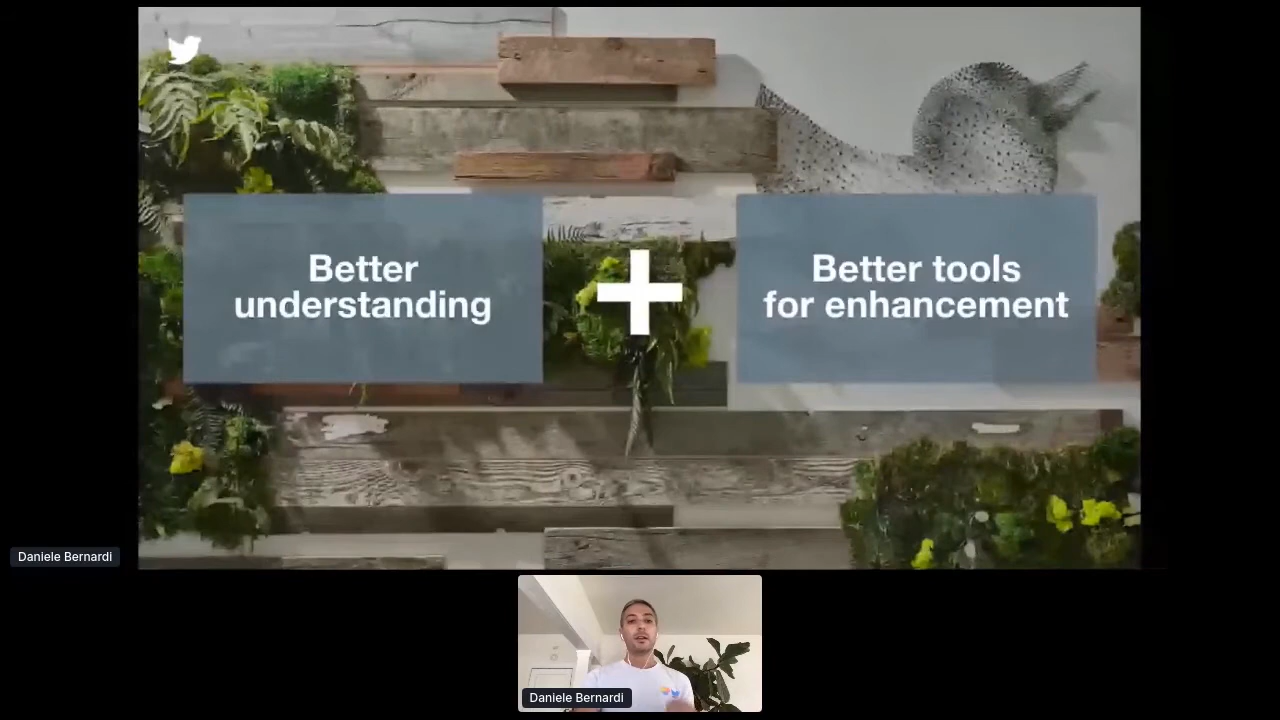 Better
understanding
Better tools
for enhancement
Daniele Bernardi
Daniele Bernardi